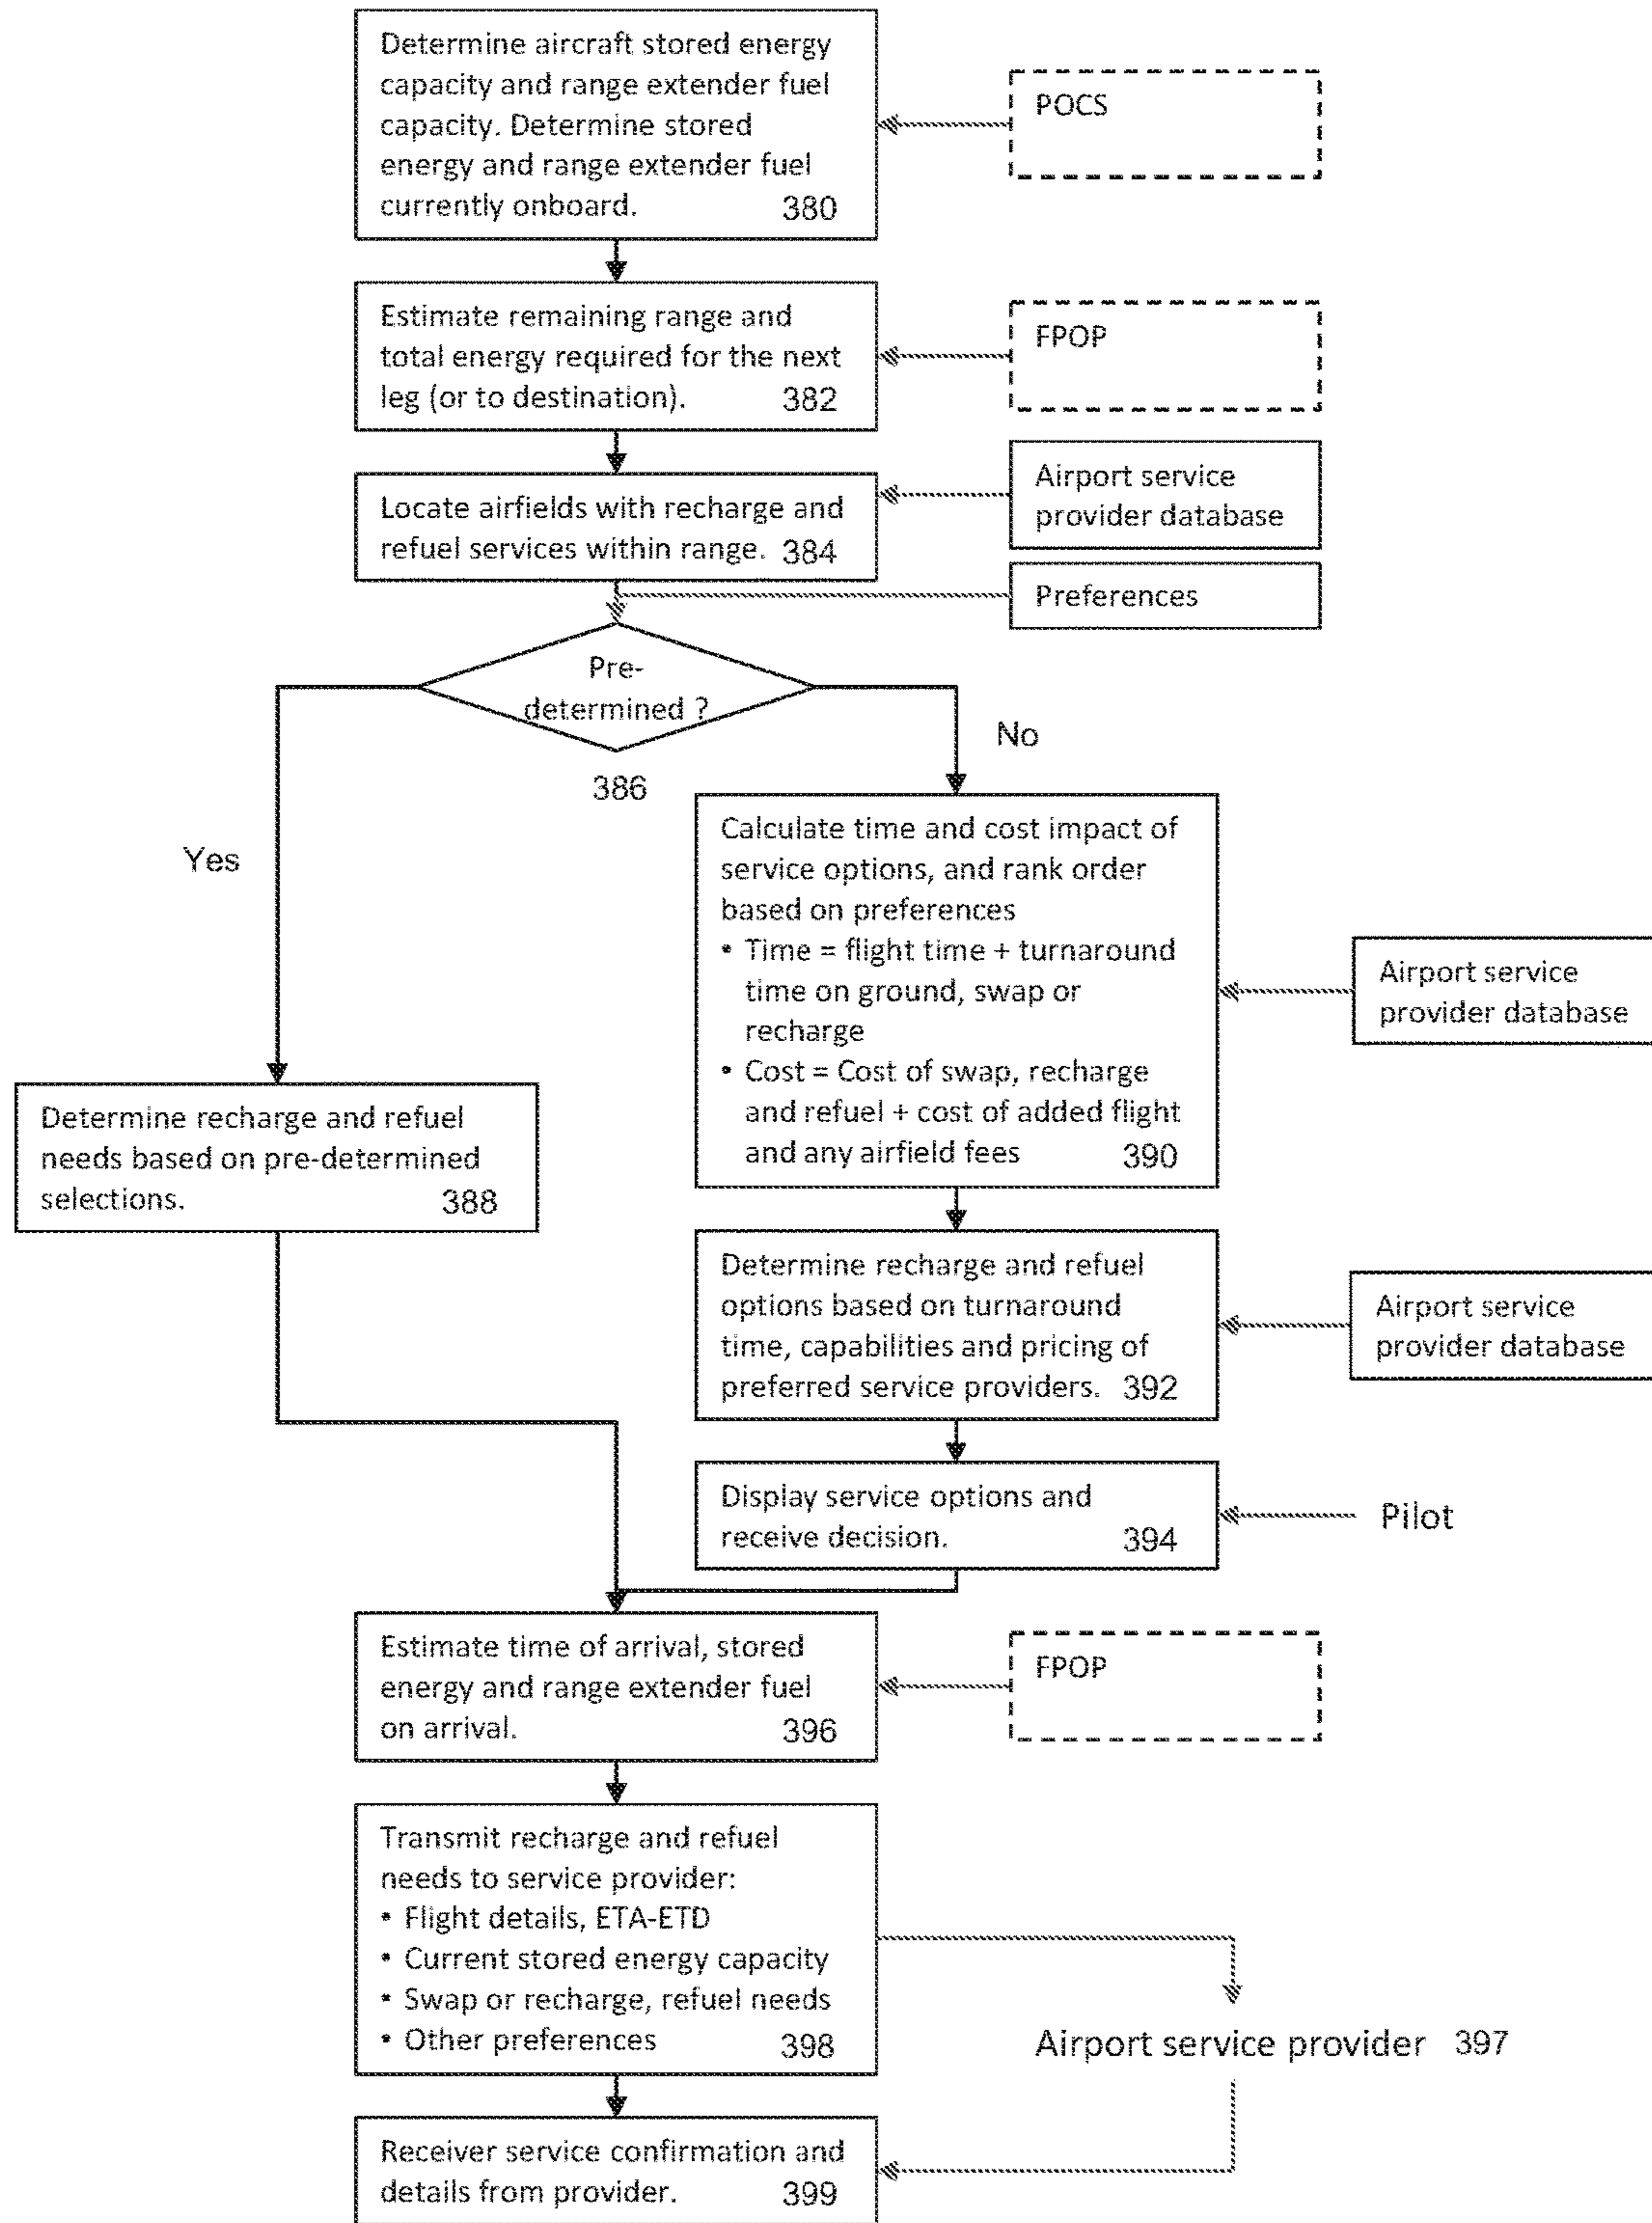 Determine aircraft stored energy
capacity and range extender fuel
capacity. Determine stored
energy and range extender fuel
currently onboard. 380
POCS
Estimate remaining range and
total energy required for the next
leg (or to destination). 382
FPOP
Locate airfields with recharge and
refuel services within range. 384
Airport service
provider database
Preferences
Pre-
determined ?
386
Yes
No
Calculate time and cost impact of
service options, and rank order
based on preferences
• Time = flight time + turnaround
time on ground, swap or
recharge
• Cost = Cost of swap, recharge
and refuel + cost of added flight
and any airfield fees 390
Airport service
provider database
Determine recharge and refuel
needs based on pre-determined
selections. 388
Determine recharge and refuel
options based on turnaround
time, capabilities and pricing of
preferred service providers. 392
Airport service
provider database
Display service options and
receive decision. 394
Pilot
Estimate time of arrival, stored
energy and range extender fuel
on arrival. 396
FPOP
Transmit recharge and refuel
needs to service provider:
• Flight details, ETA-ETD
• Current stored energy capacity
• Swap or recharge, refuel needs
• Other preferences 398
Airport service provider 397
Receiver service confirmation and
details from provider. 399